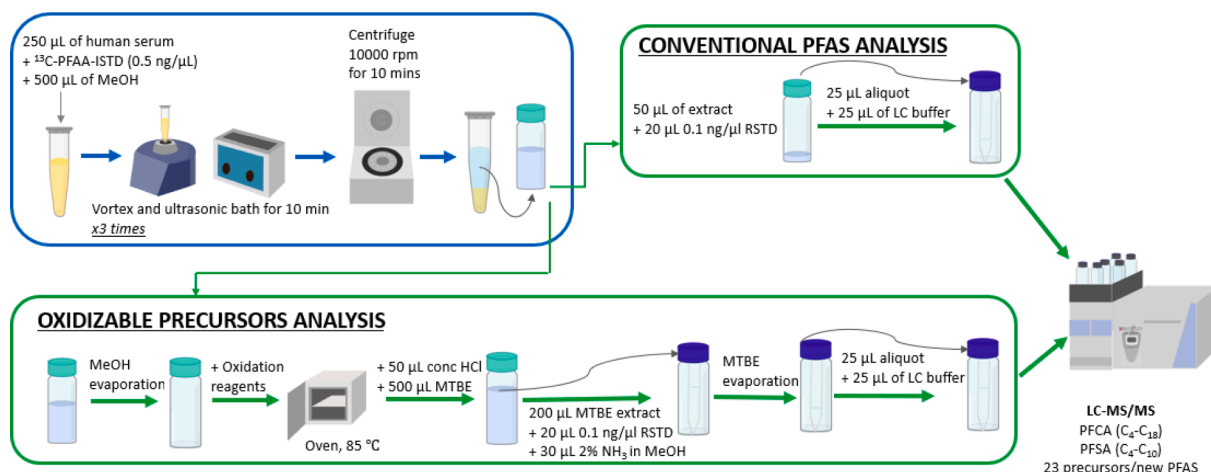 250 µL of human serum
+ ¹³C-PFAA-ISTD (0.5 ng/µL)
+ 500 µL of MeOH
Vortex and ultrasonic bath for 10 min
x3 times
Centrifuge
10000 rpm
for 10 mins
CONVENTIONAL PFAS ANALYSIS
50 µL of extract
+ 20 µL 0.1 ng/µl RSTD
25 µL aliquot
+ 25 µL of LC buffer
OXIDIZABLE PRECURSORS ANALYSIS
MeOH
evaporation
+ Oxidation
reagents
Oven, 85 °C
+ 50 µL conc HCl
+ 500 µL MTBE
200 µL MTBE extract
+ 20 µL 0.1 ng/µl RSTD
+ 30 µL 2% NH₃ in MeOH
MTBE
evaporation
25 µL aliquot
+ 25 µL of LC buffer
LC-MS/MS
PFCA (C₄-C₁₈)
PFSA (C₄-C₁₀)
23 precursors/new PFAS